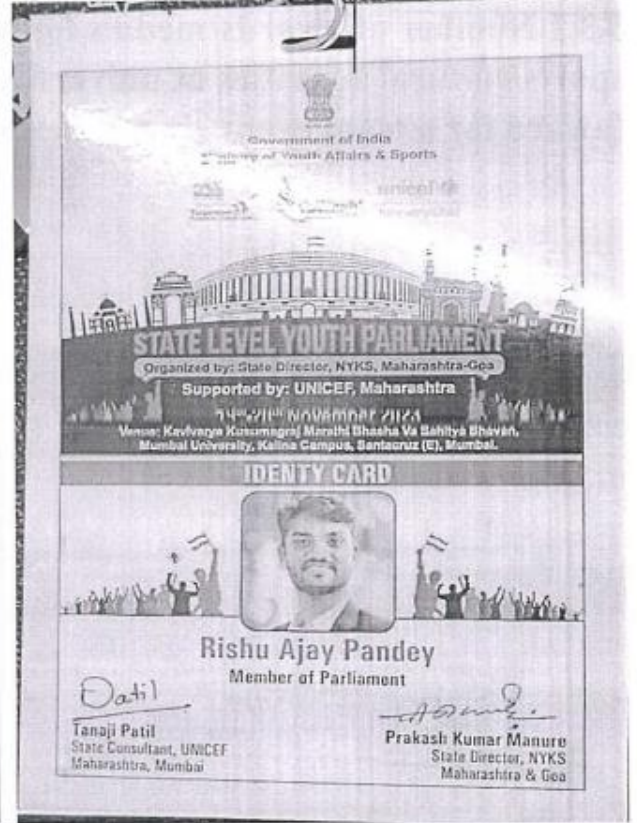 Government of India
Ministry of Youth Affairs & Sports
unicef
STATE LEVEL YOUTH PARLIAMENT
Organized by: State Director, NYKS, Maharashtra-Goa
Supported by: UNICEF, Maharashtra
November 2023
Venue: Kavivarya Kusumagraj Marathi Bhasha Va Sahitya Bhavan,
Mumbai University, Kalina Campus, Santacruz (E), Mumbai.
IDENTY CARD
Rishu Ajay Pandey
Member of Parliament
Patil
Tanaji Patil
State Consultant, UNICEF
Maharashtra, Mumbai
Prakash Kumar Manure
State Director, NYKS
Maharashtra & Goa